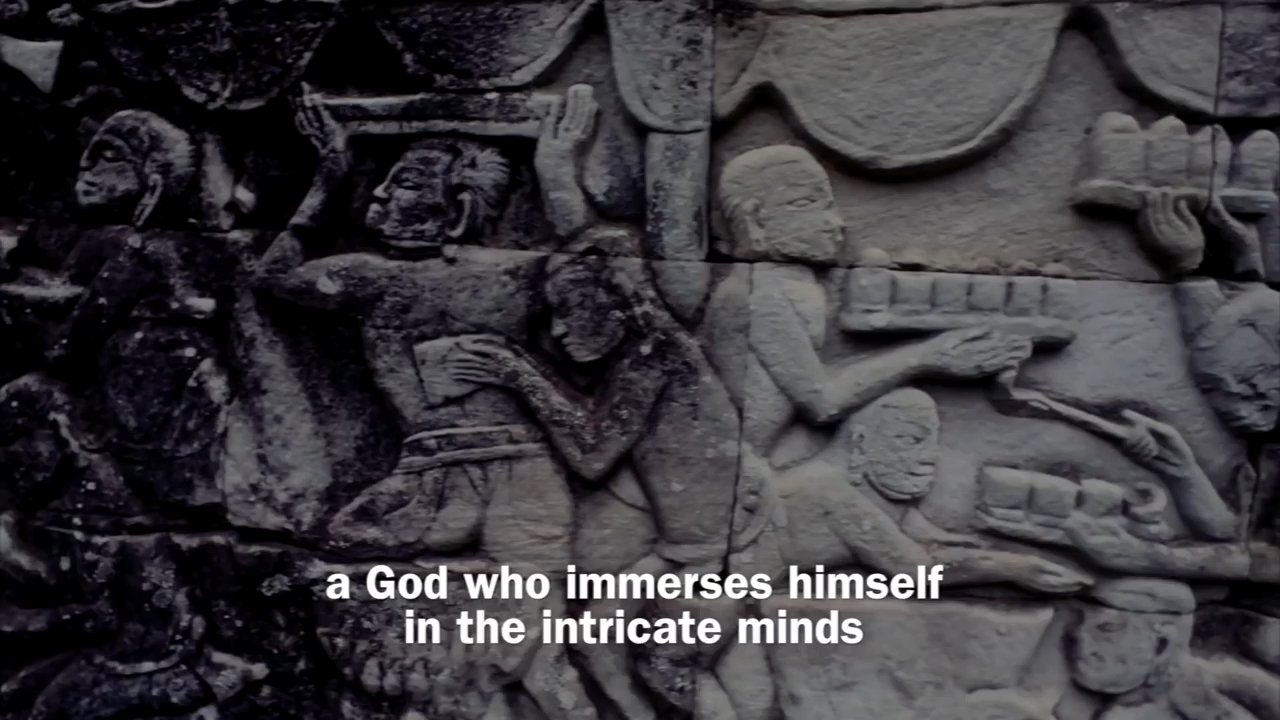 a God who immerses himself
in the intricate minds